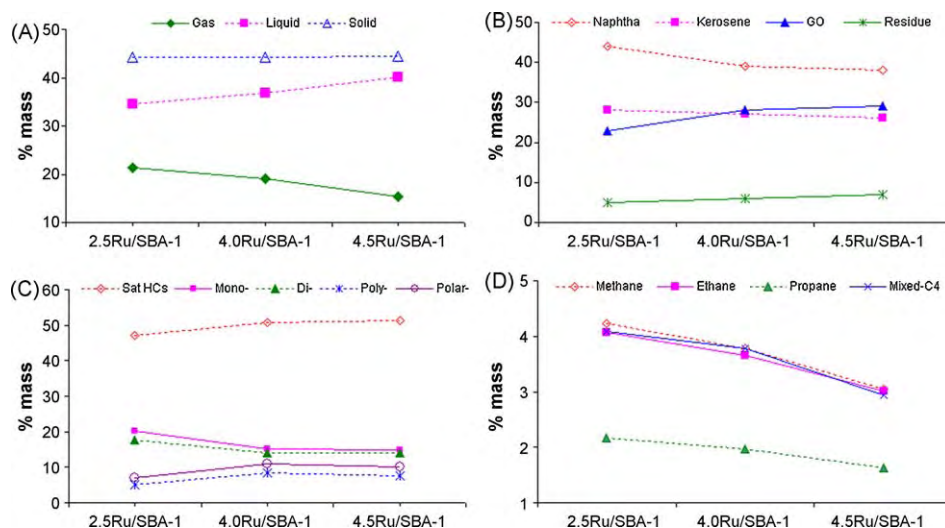 (A)
Gas Liquid Solid
50
40
30
20
10
% mass
2.5Ru/SBA-1 4.0Ru/SBA-1 4.5Ru/SBA-1
(B)
Naphtha Kerosene GO Residue
50
40
30
20
10
0
% mass
2.5Ru/SBA-1 4.0Ru/SBA-1 4.5Ru/SBA-1
(C)
Sat HCs Mono- Di- Poly- Polar-
60
50
40
30
20
10
0
% mass
2.5Ru/SBA-1 4.0Ru/SBA-1 4.5Ru/SBA-1
(D)
Methane Ethane Propane Mixed-C4
5
4
3
2
1
% mass
2.5Ru/SBA-1 4.0Ru/SBA-1 4.5Ru/SBA-1